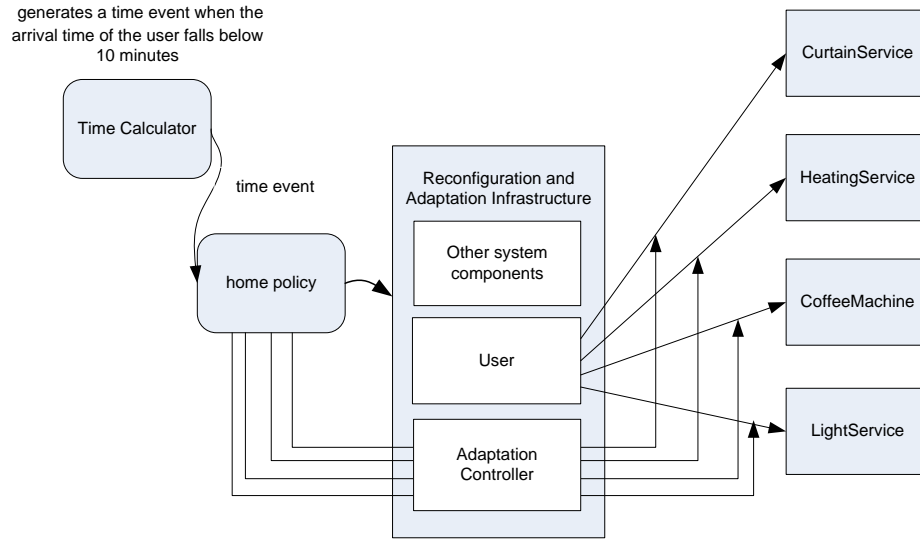 generates a time event when the
arrival time of the user falls below
10 minutes
Time Calculator
time event
home policy
Reconfiguration and
Adaptation Infrastructure
Other system
components
User
Adaptation
Controller
CurtainService
HeatingService
CoffeeMachine
LightService